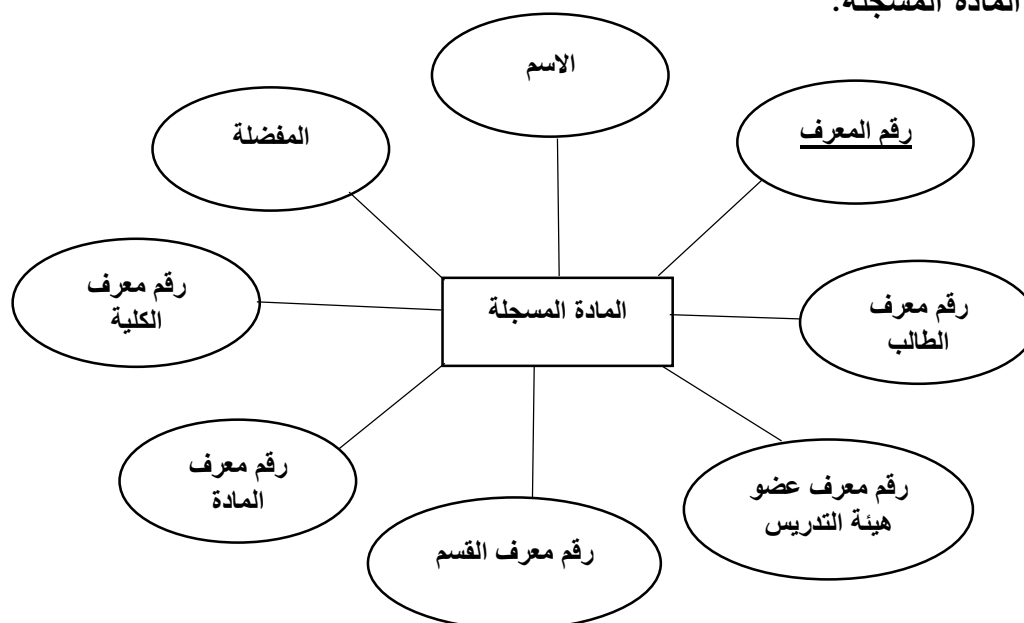 المادة المسجلة:
الاسم
رقم المعرف
المفضلة
رقم معرف
الكلية
المادة المسجلة
رقم معرف
الطالب
رقم معرف
المادة
رقم معرف القسم
رقم معرف عضو
هيئة التدريس